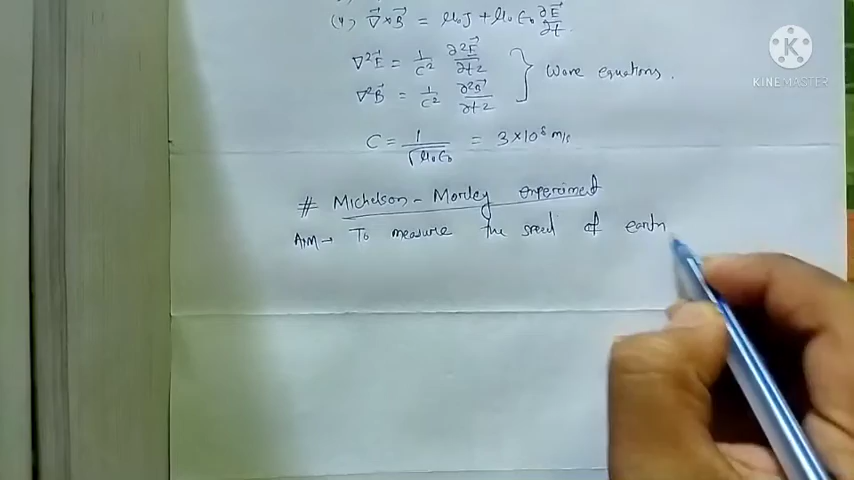 (4) ∇⃗×B⃗ = μ₀J + μ₀ε₀ ∂E⃗/∂t
∇²E⃗ = 1/c² ∂²E⃗/∂t²
∇²B⃗ = 1/c² ∂²B⃗/∂t² } Wave equations.
C = 1/√μ₀ε₀ = 3×10⁸ m/s
# Michelson - Morley experiment
AIM→ To measure the speed of earth
KINEMASTER